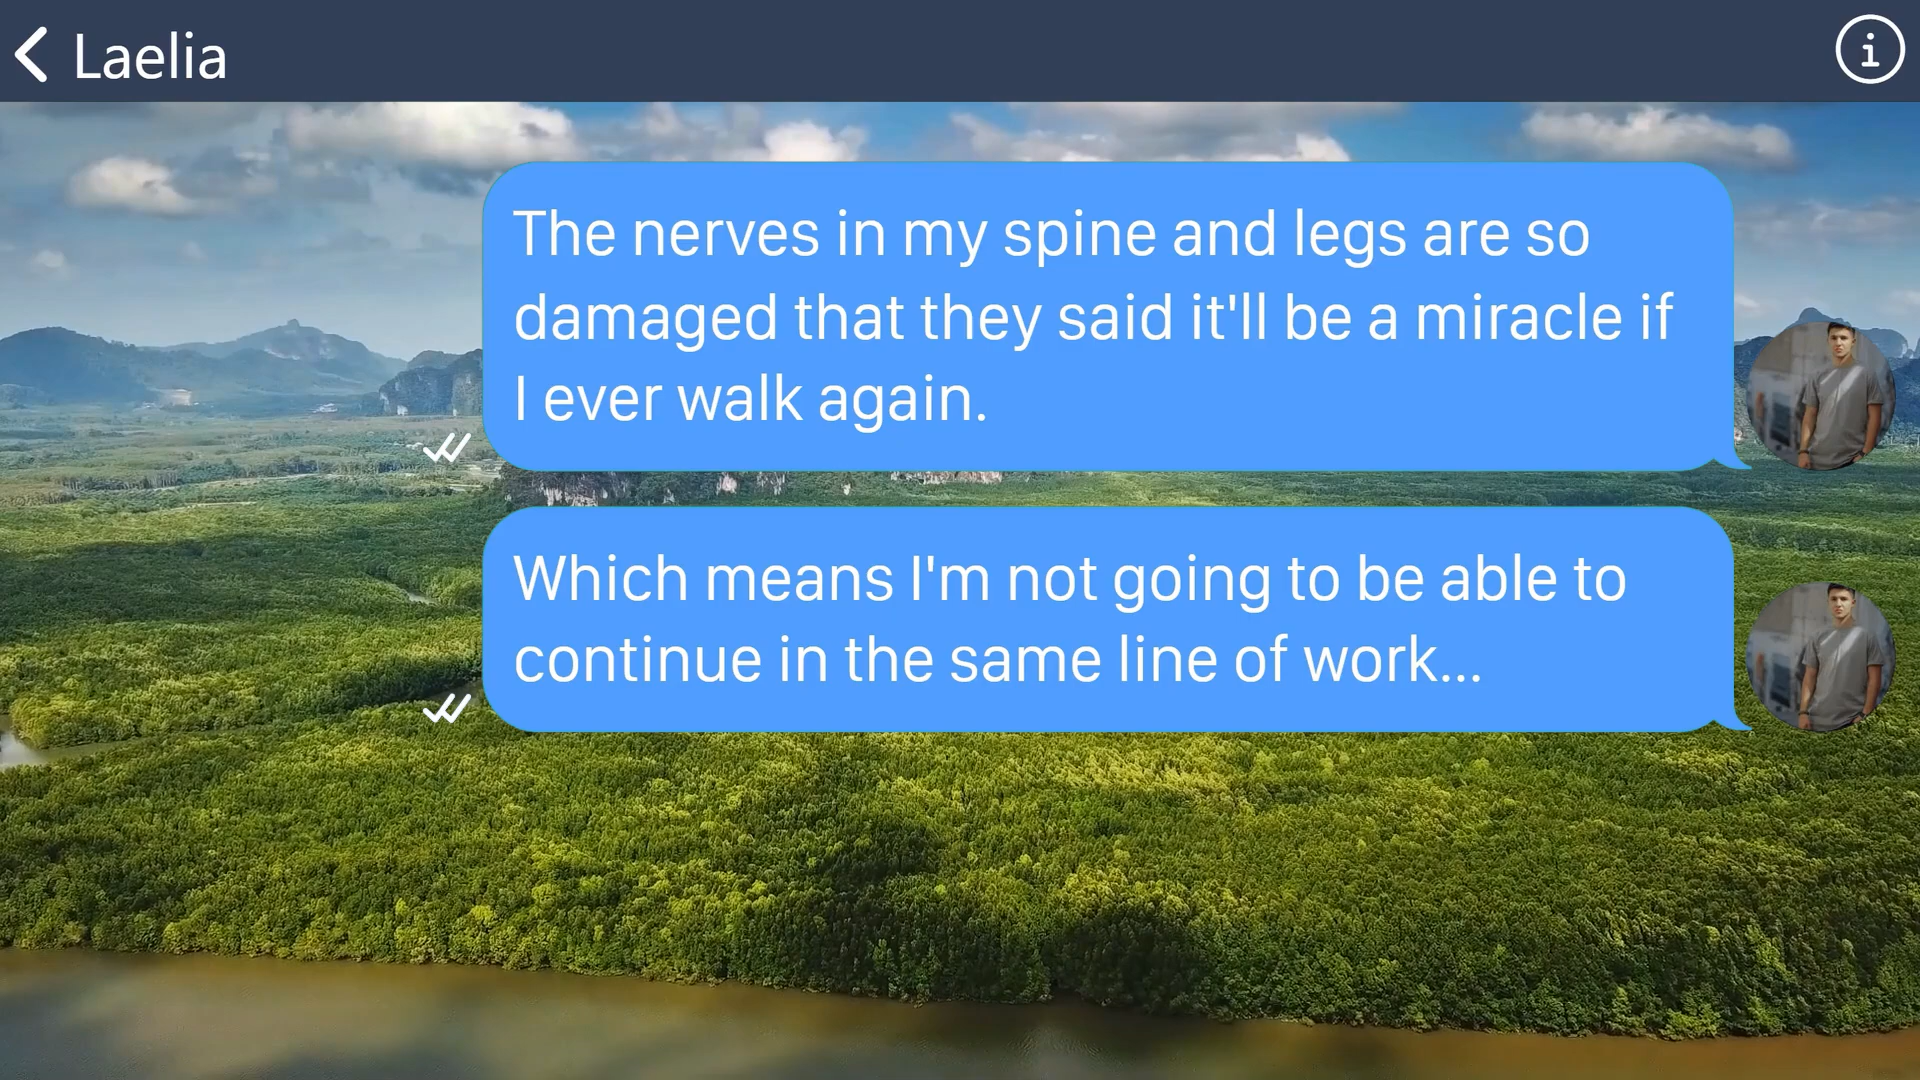 Laelia
The nerves in my spine and legs are so
damaged that they said it'll be a miracle if
I ever walk again.
Which means I'm not going to be able to
continue in the same line of work...